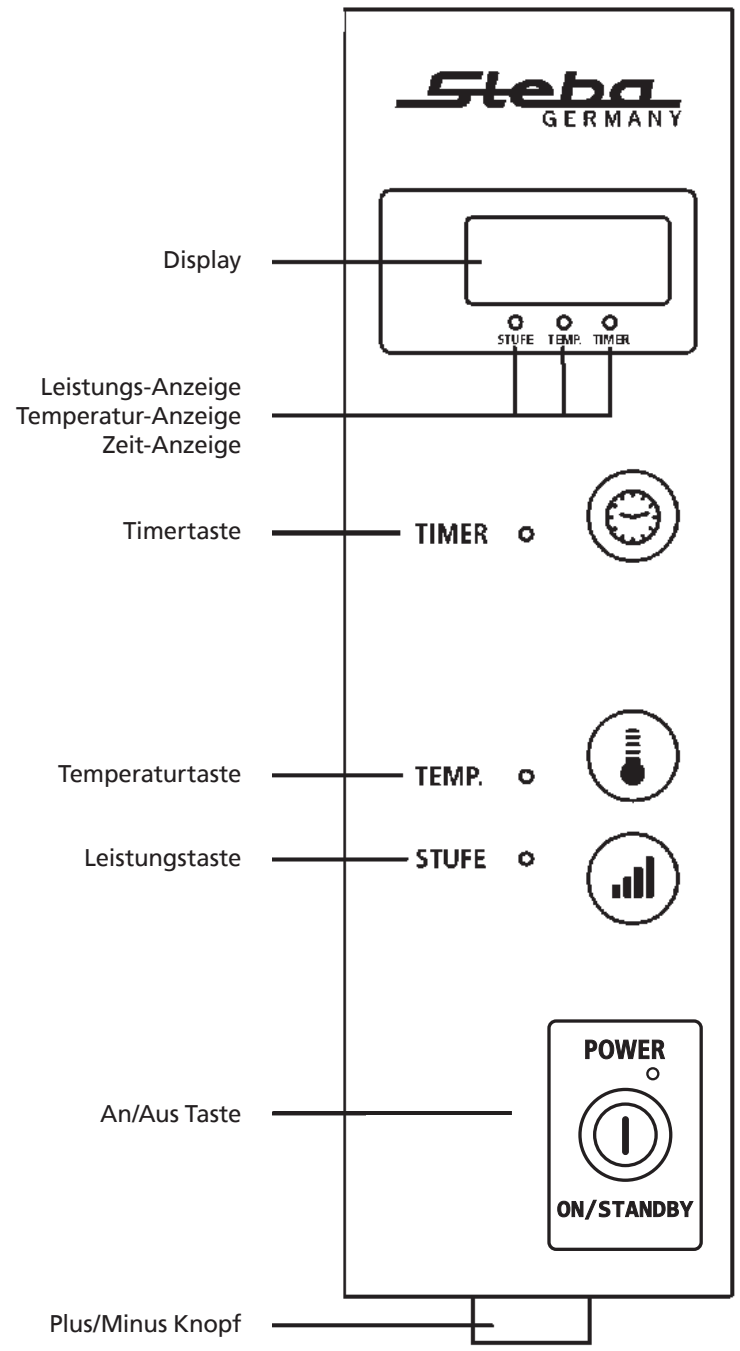 Steba
GERMANY
Display
STUFE TEMP. TIMER
Leistungs-Anzeige
Temperatur-Anzeige
Zeit-Anzeige
Timertaste
TIMER
Temperaturtaste
TEMP.
Leistungstaste
STUFE
POWER
An/Aus Taste
ON/STANDBY
Plus/Minus Knopf